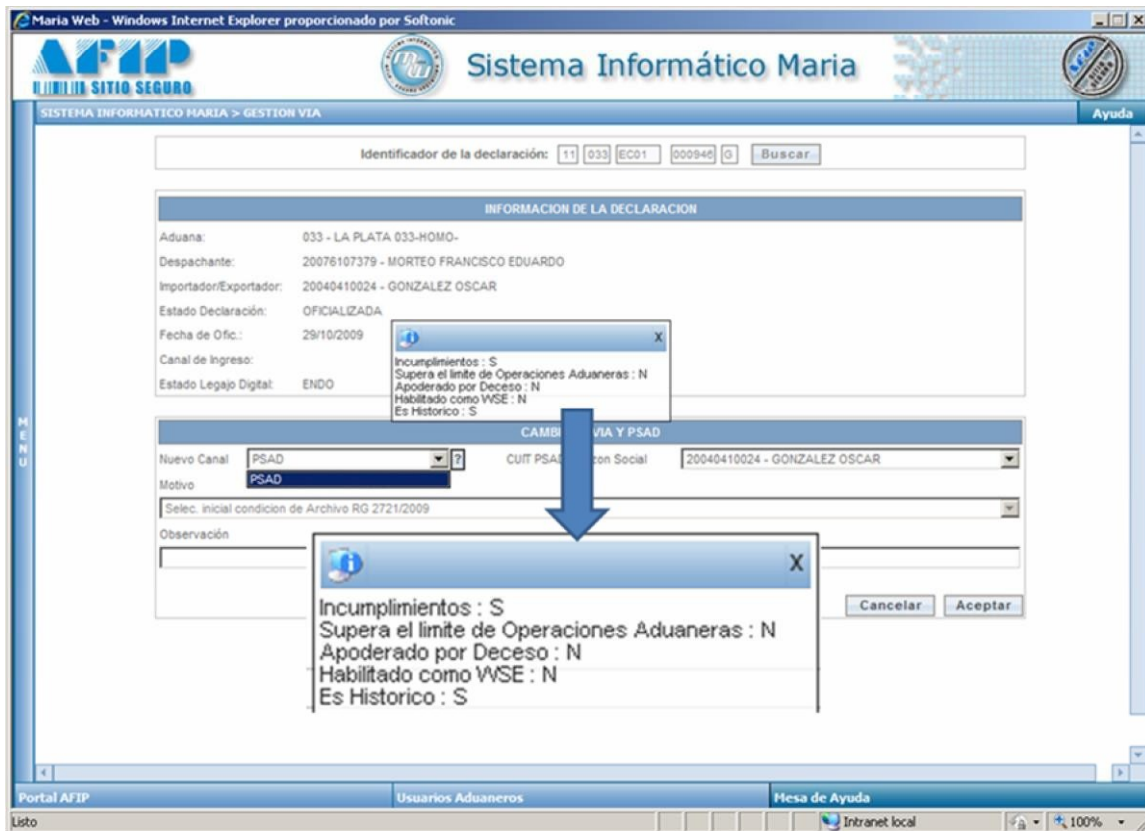 Maria Web - Windows Internet Explorer proporcionado por Softonic
AFIP
SITIO SEGURO
Sistema Informático Maria
SISTEMA INFORMATICO MARIA > GESTION VIA
Ayuda
Identificador de la declaración: 11 033 EC01 000946 G Buscar
INFORMACION DE LA DECLARACION
Aduana: 033 - LA PLATA 033-HOMO-
Despachante: 20076107379 - MORTEO FRANCISCO EDUARDO
Importador/Exportador: 20040410024 - GONZALEZ OSCAR
Estado Declaración: OFICIALIZADA
Fecha de Ofic.: 29/10/2009
Canal de Ingreso:
Estado Legajo Digital: ENDO
X
Incumplimientos : S
Supera el limite de Operaciones Aduaneras : N
Apoderado por Deceso : N
Habilitado como WSE : N
Es Historico : S
MENU
CAMBI VIA Y PSAD
Nuevo Canal PSAD ? CUIT PSAD con Social 20040410024 - GONZALEZ OSCAR
PSAD
Motivo
Selec. inicial condicion de Archivo RG 2721/2009
Observación
X
Incumplimientos : S
Supera el limite de Operaciones Aduaneras : N
Apoderado por Deceso : N
Habilitado como WSE : N
Es Historico : S
Cancelar Aceptar
Portal AFIP Usuarios Aduaneros Mesa de Ayuda
Listo Intranet local 100%